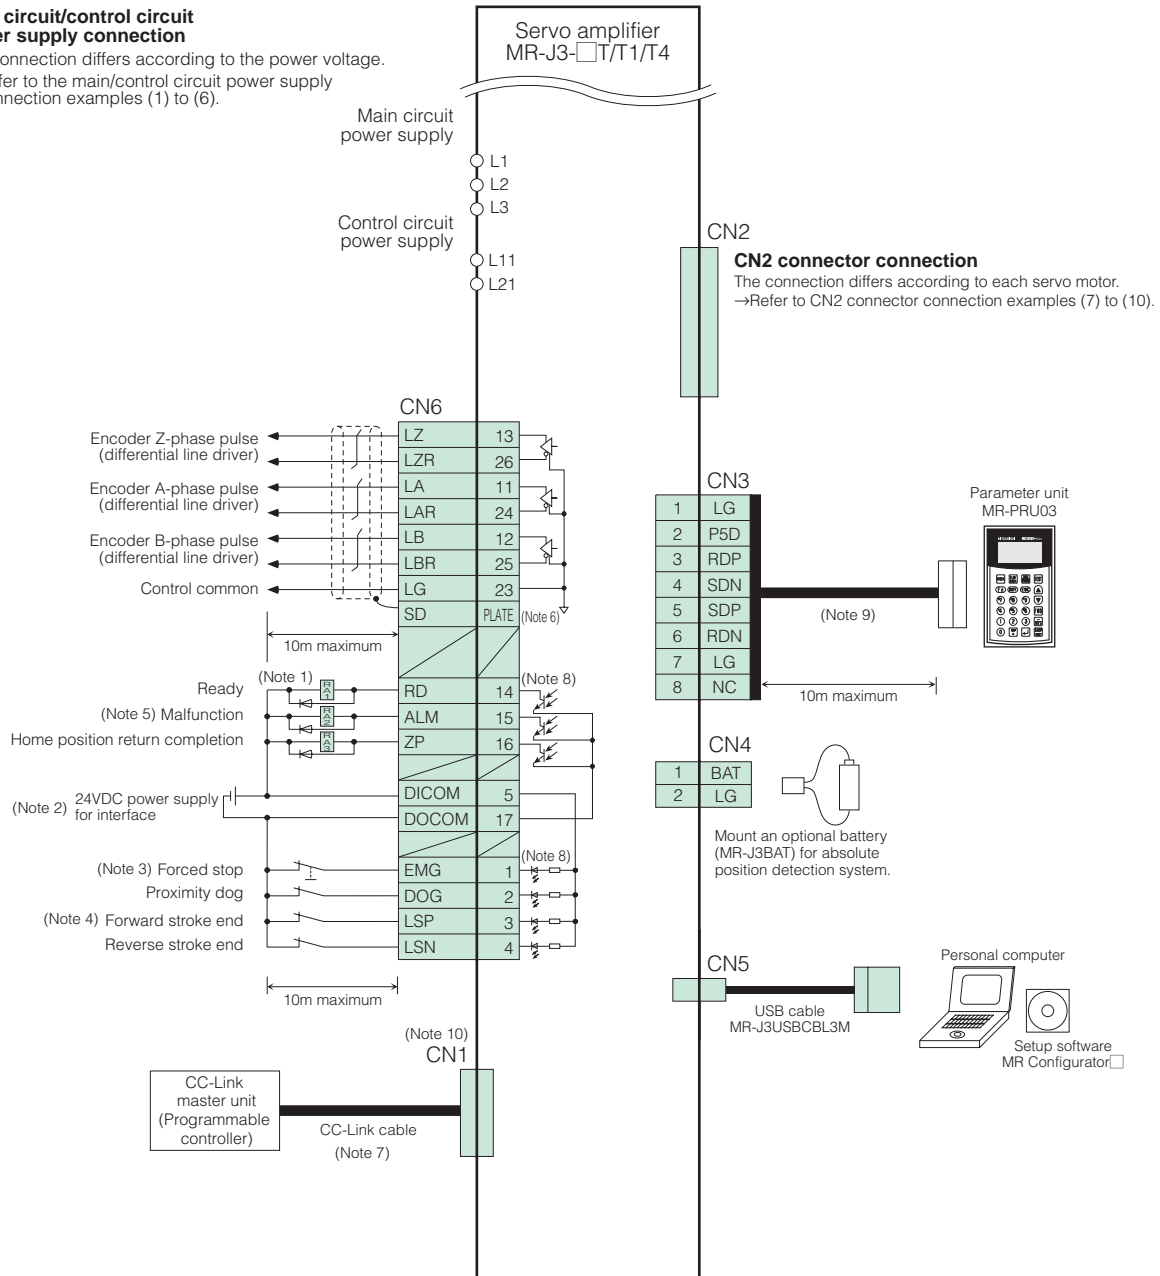 circuit/control circuit
supply connection
onnection differs according to the power voltage.
fer to the main/control circuit power supply
nnection examples (1) to (6).
Servo amplifier
MR-J3-□T/T1/T4
Main circuit
power supply
L1
L2
L3
Control circuit
power supply
L11
L21
CN2
CN2 connector connection
The connection differs according to each servo motor.
→Refer to CN2 connector connection examples (7) to (10).
CN6
Encoder Z-phase pulse
(differential line driver)
LZ 13
LZR 26
Encoder A-phase pulse
(differential line driver)
LA 11
LAR 24
Encoder B-phase pulse
(differential line driver)
LB 12
LBR 25
Control common
LG 23
SD PLATE (Note 6)
10m maximum
(Note 1)
(Note 8)
Ready RA1 RD 14
(Note 5) Malfunction RA2 ALM 15
Home position return completion RA3 ZP 16
(Note 2) 24VDC power supply
for interface
DICOM 5
DOCOM 17
(Note 8)
(Note 3) Forced stop EMG 1
Proximity dog DOG 2
(Note 4) Forward stroke end LSP 3
Reverse stroke end LSN 4
10m maximum
(Note 10)
CN1
CC-Link
master unit
(Programmable
controller)
CC-Link cable
(Note 7)
CN3
1 LG
2 P5D
3 RDP
4 SDN
5 SDP
6 RDN
7 LG
8 NC
(Note 9)
10m maximum
Parameter unit
MR-PRU03
CN4
1 BAT
2 LG
Mount an optional battery
(MR-J3BAT) for absolute
position detection system.
CN5
USB cable
MR-J3USBCBL3M
Personal computer
Setup software
MR Configurator□